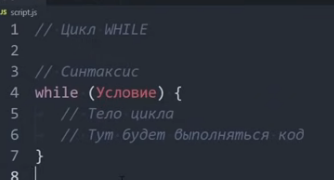 JS script.js
1 // Цикл WHILE
2
3 // Синтаксис
4 while (Условие) {
5 // Тело цикла
6 // Тут будет выполняться код
7 }
8